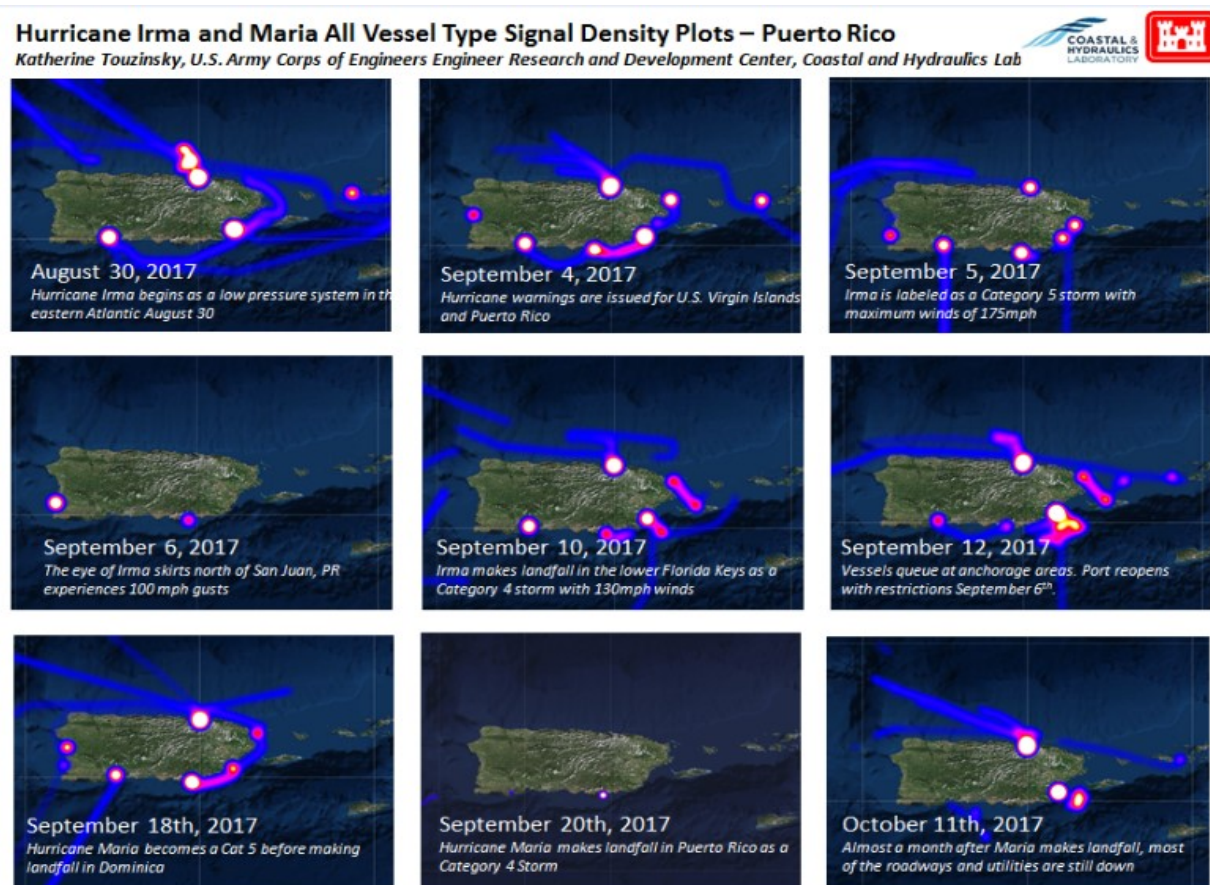 Hurricane Irma and Maria All Vessel Type Signal Density Plots – Puerto Rico
Katherine Touzinsky, U.S. Army Corps of Engineers Engineer Research and Development Center, Coastal and Hydraulics Lab
COASTAL &
HYDRAULICS
LABORATORY
August 30, 2017
Hurricane Irma begins as a low pressure system in the
eastern Atlantic August 30
September 4, 2017
Hurricane warnings are issued for U.S. Virgin Islands
and Puerto Rico
September 5, 2017
Irma is labeled as a Category 5 storm with
maximum winds of 175mph
September 6, 2017
The eye of Irma skirts north of San Juan, PR
experiences 100 mph gusts
September 10, 2017
Irma makes landfall in the lower Florida Keys as a
Category 4 storm with 130mph winds
September 12, 2017
Vessels queue at anchorage areas. Port reopens
with restrictions September 6th.
September 18th, 2017
Hurricane Maria becomes a Cat 5 before making
landfall in Dominica
September 20th, 2017
Hurricane Maria makes landfall in Puerto Rico as a
Category 4 Storm
October 11th, 2017
Almost a month after Maria makes landfall, most
of the roadways and utilities are still down